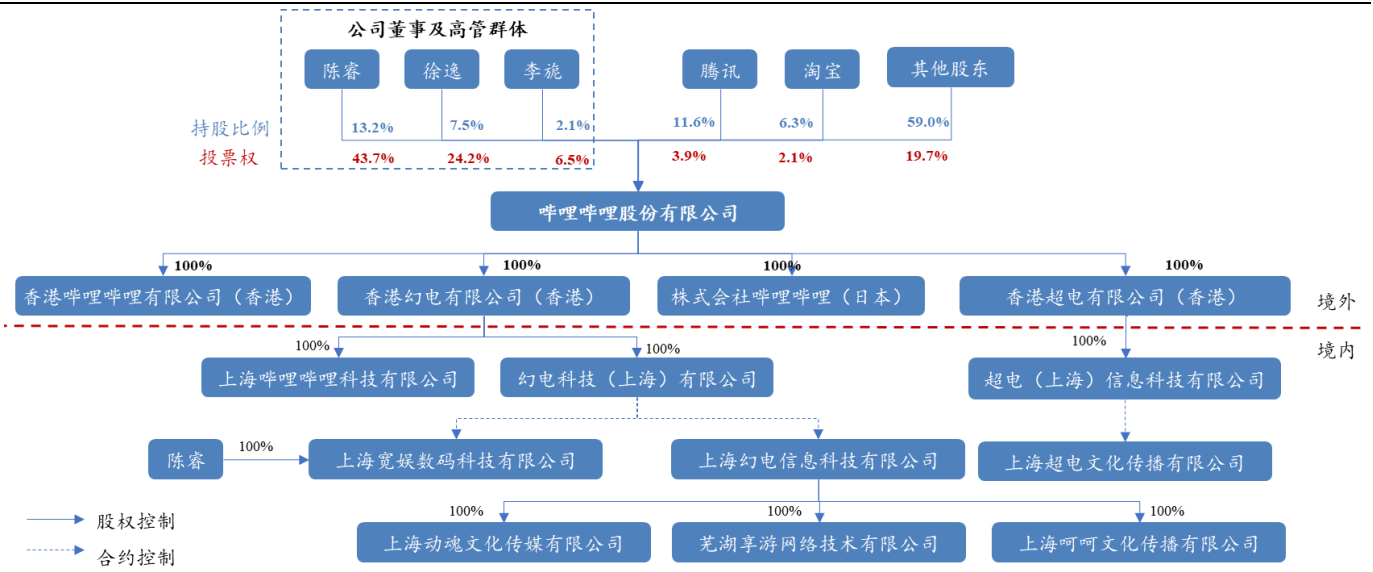 公司董事及高管群体
陈睿 徐逸 李旎 腾讯 淘宝 其他股东
持股比例 13.2% 7.5% 2.1% 11.6% 6.3% 59.0%
投票权 43.7% 24.2% 6.5% 3.9% 2.1% 19.7%
哔哩哔哩股份有限公司
100% 100% 100% 100%
香港哔哩哔哩有限公司（香港） 香港幻电有限公司（香港） 株式会社哔哩哔哩（日本） 香港超电有限公司（香港） 境外
100% 100% 100% 境内
上海哔哩哔哩科技有限公司 幻电科技（上海）有限公司 超电（上海）信息科技有限公司
陈睿 100% 上海宽娱数码科技有限公司 上海幻电信息科技有限公司 上海超电文化传播有限公司
100% 100% 100%
股权控制
上海动魂文化传媒有限公司 芜湖享游网络技术有限公司 上海呵呵文化传播有限公司
合约控制